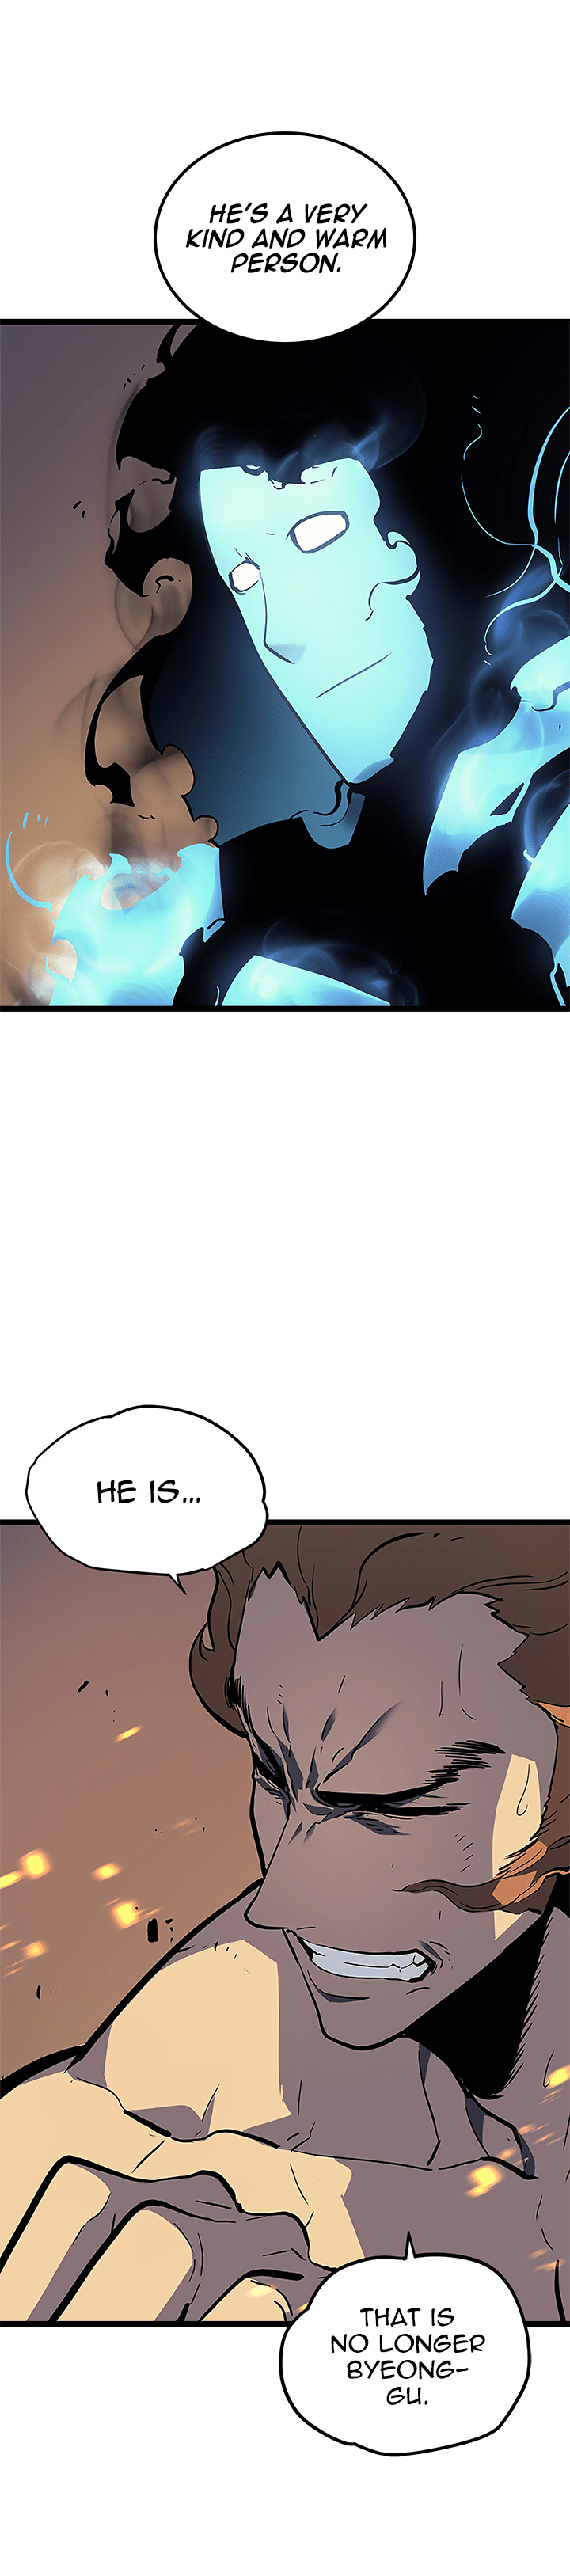 HE'S A VERY
KIND AND WARM
PERSON.
HE IS...
THAT IS
NO LONGER
BYEONG-
GU.